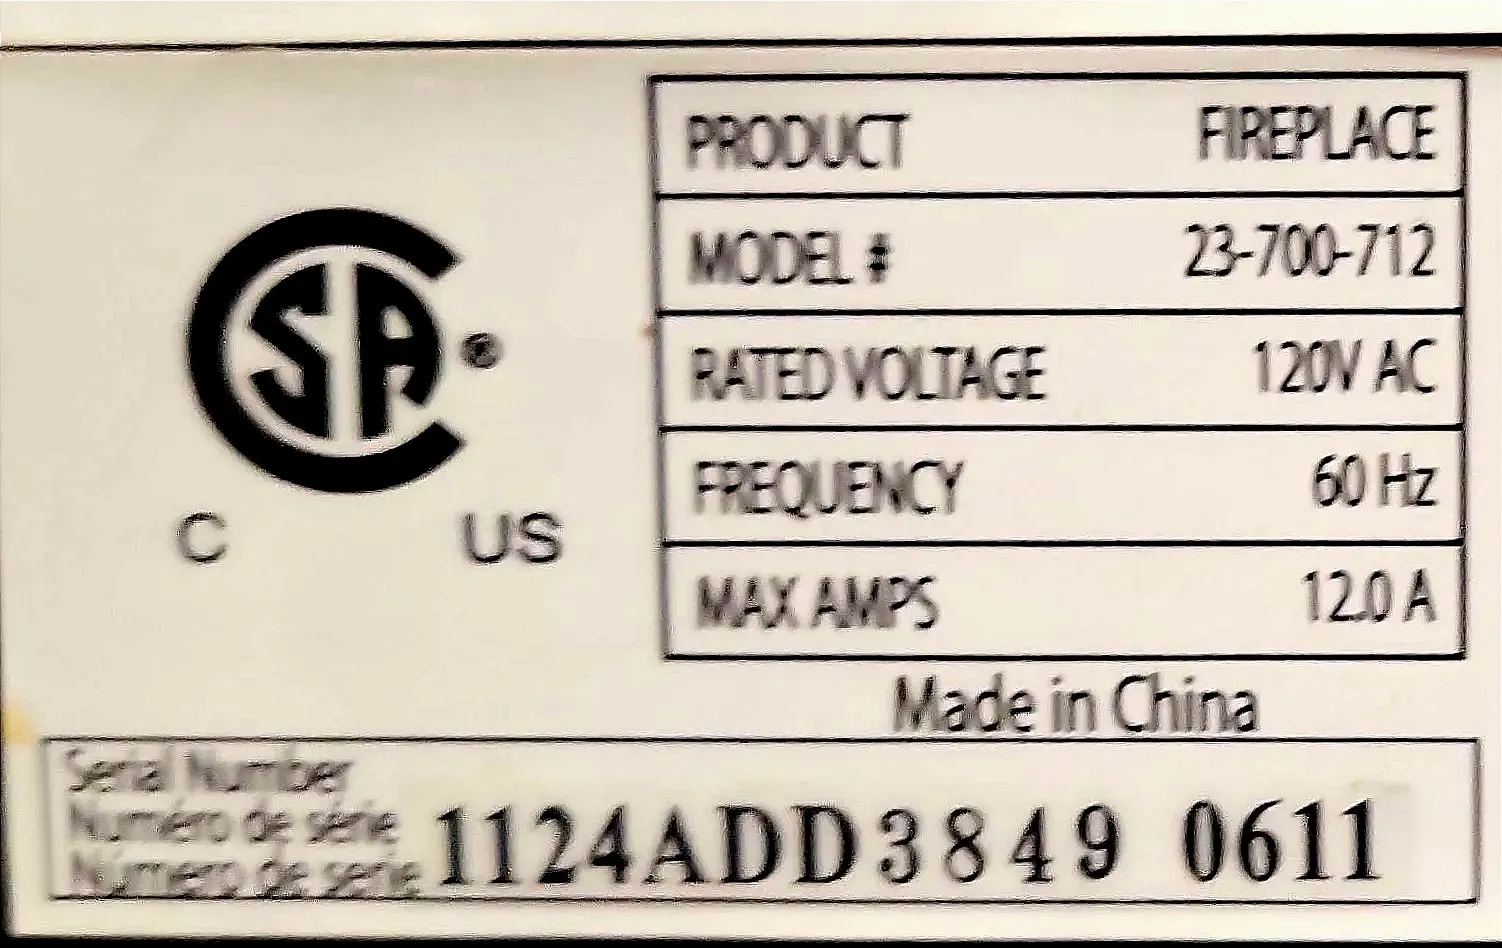 PRODUCT FIREPLACE
MODEL # 23-700-712
RATED VOLTAGE 120V AC
FREQUENCY 60 Hz
MAX AMPS 12.0 A
CSA ®
C US
Made in China
Serial Number
Numéro de série
Número de serie
1124ADD3849 0611